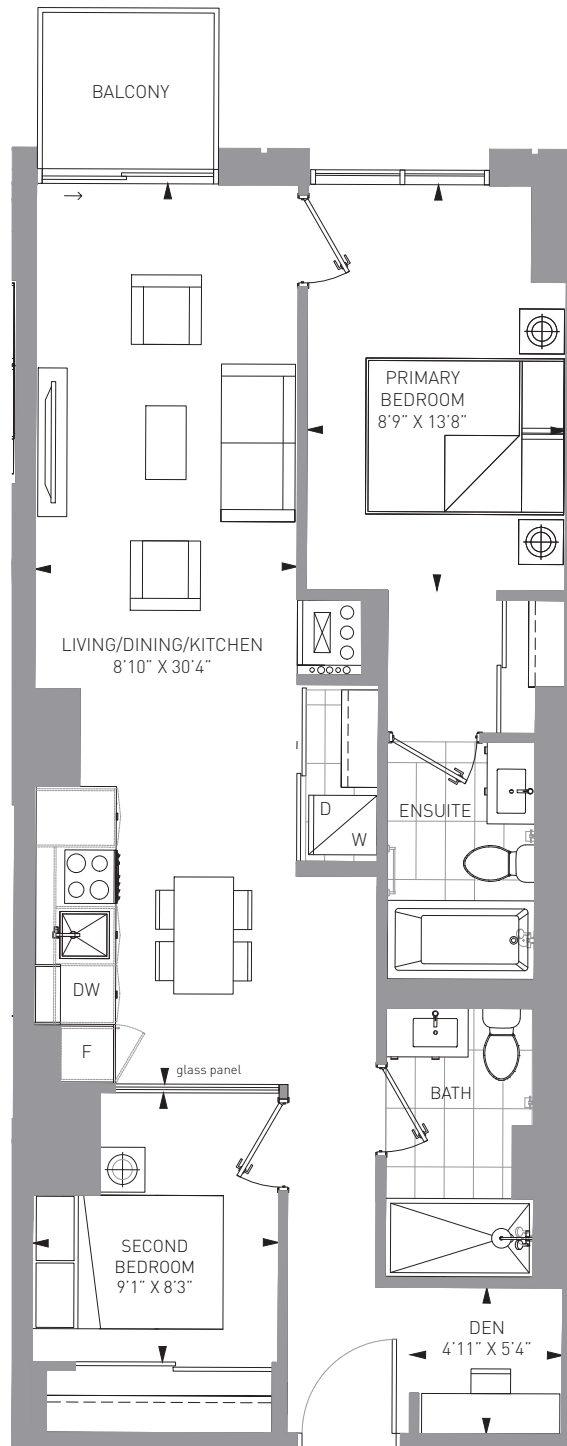 BALCONY
PRIMARY
BEDROOM
8'9" X 13'8"
LIVING/DINING/KITCHEN
8'10" X 30'4"
D
W
ENSUITE
DW
F
glass panel
BATH
SECOND
BEDROOM
9'1" X 8'3"
DEN
4'11" X 5'4"